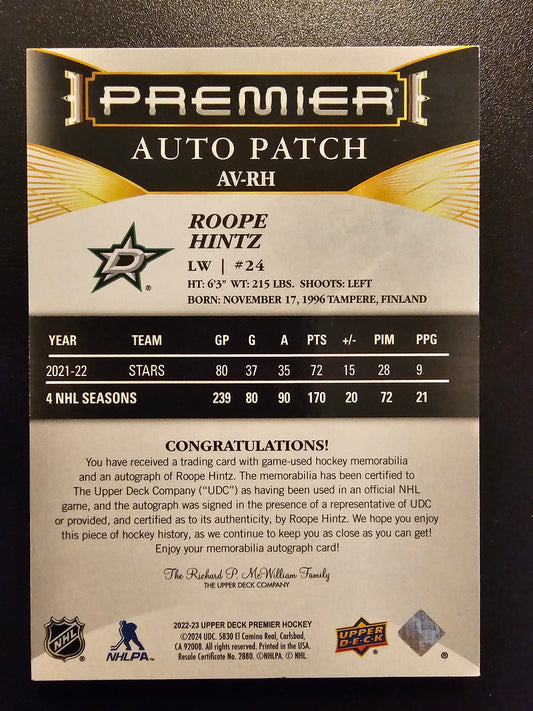 PREMIER®
AUTO PATCH
AV-RH
D
®
ROOPE
HINTZ
LW | #24
HT: 6'3" WT: 215 LBS. SHOOTS: LEFT
BORN: NOVEMBER 17, 1996 TAMPERE, FINLAND
YEAR TEAM GP G A PTS +/- PIM PPG
2021-22 STARS 80 37 35 72 15 28 9
4 NHL SEASONS 239 80 90 170 20 72 21
CONGRATULATIONS!
You have received a trading card with game-used hockey memorabilia
and an autograph of Roope Hintz. The memorabilia has been certified to
The Upper Deck Company ("UDC") as having been used in an official NHL
game, and the autograph was signed in the presence of a representative of UDC
or provided, and certified as to its authenticity, by Roope Hintz. We hope you enjoy
this piece of hockey history, as we continue to keep you as close as you can get!
Enjoy your memorabilia autograph card!
The Richard P. McWilliam Family
THE UPPER DECK COMPANY
2022-23 UPPER DECK PREMIER HOCKEY
©2024 UDC. 5830 El Camino Real, Carlsbad,
CA 92008. All rights reserved. Printed in the USA.
Resale Certificate No. 2880. ©NHLPA. © NHL.
NHL
NHLPA
UPPER
DECK
®
®